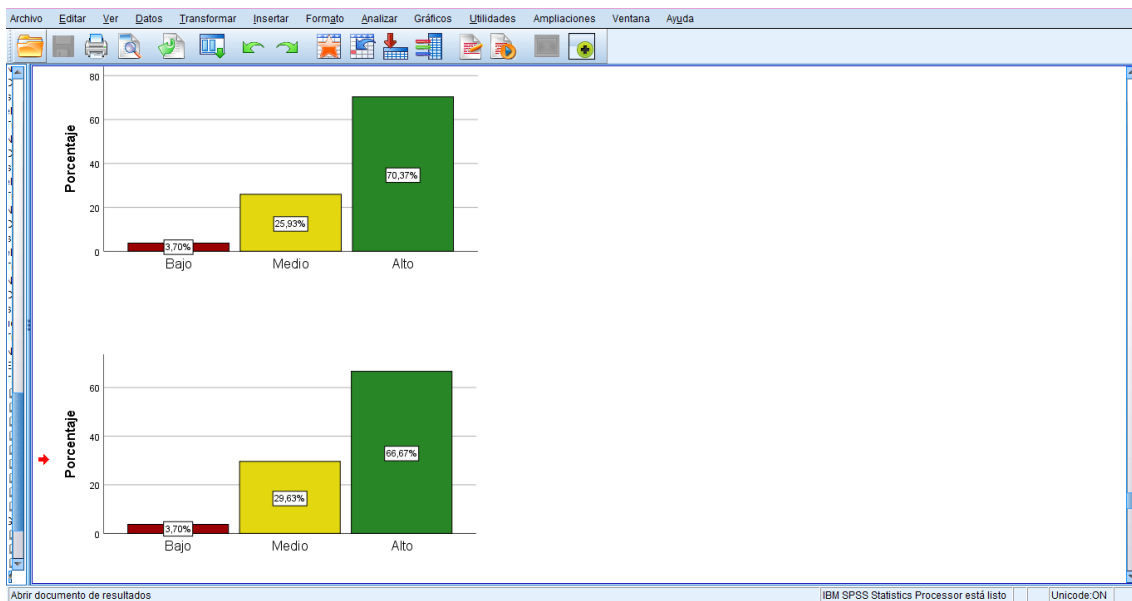 Archivo Editar Ver Datos Transformar Insertar Formato Analizar Gráficos Utilidades Ampliaciones Ventana Ayuda
80
60
40
20
0
Porcentaje
3,70%
25,93%
70,37%
Bajo Medio Alto
60
40
20
0
Porcentaje
3,70%
29,63%
66,67%
Bajo Medio Alto
Abrir documento de resultados IBM SPSS Statistics Processor está listo Unicode:ON